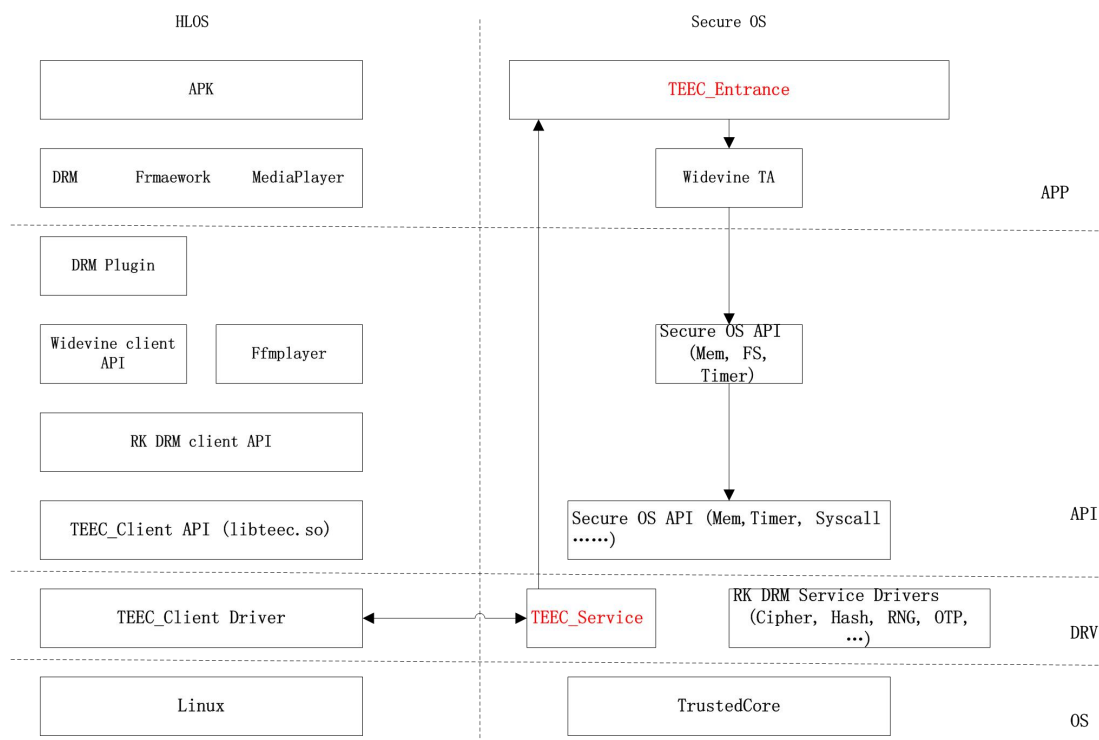 HLOS
Secure OS
APK
TEEC_Entrance
DRM Frmaework MediaPlayer
Widevine TA
APP
DRM Plugin
Widevine client
API
Ffmplayer
Secure OS API
(Mem, FS,
Timer)
RK DRM client API
TEEC_Client API (libteec.so)
Secure OS API (Mem,Timer, Syscall
……)
API
TEEC_Client Driver
TEEC_Service
RK DRM Service Drivers
(Cipher, Hash, RNG, OTP,
…)
DRV
Linux
TrustedCore
OS